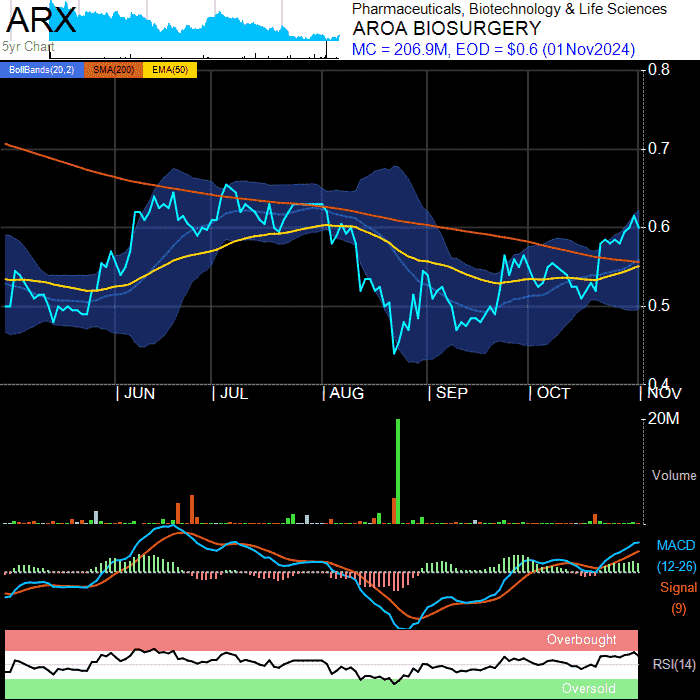 ARX
5yr Chart
Pharmaceuticals, Biotechnology & Life Sciences
AROA BIOSURGERY
MC = 206.9M, EOD = $0.6 (01Nov2024)
BollBands(20,2) SMA(200) EMA(50)
0.8
0.7
0.6
0.5
0.4
JUN JUL AUG SEP OCT NOV
20M
Volume
MACD
(12-26)
Signal
(9)
Overbought
RSI(14)
Oversold